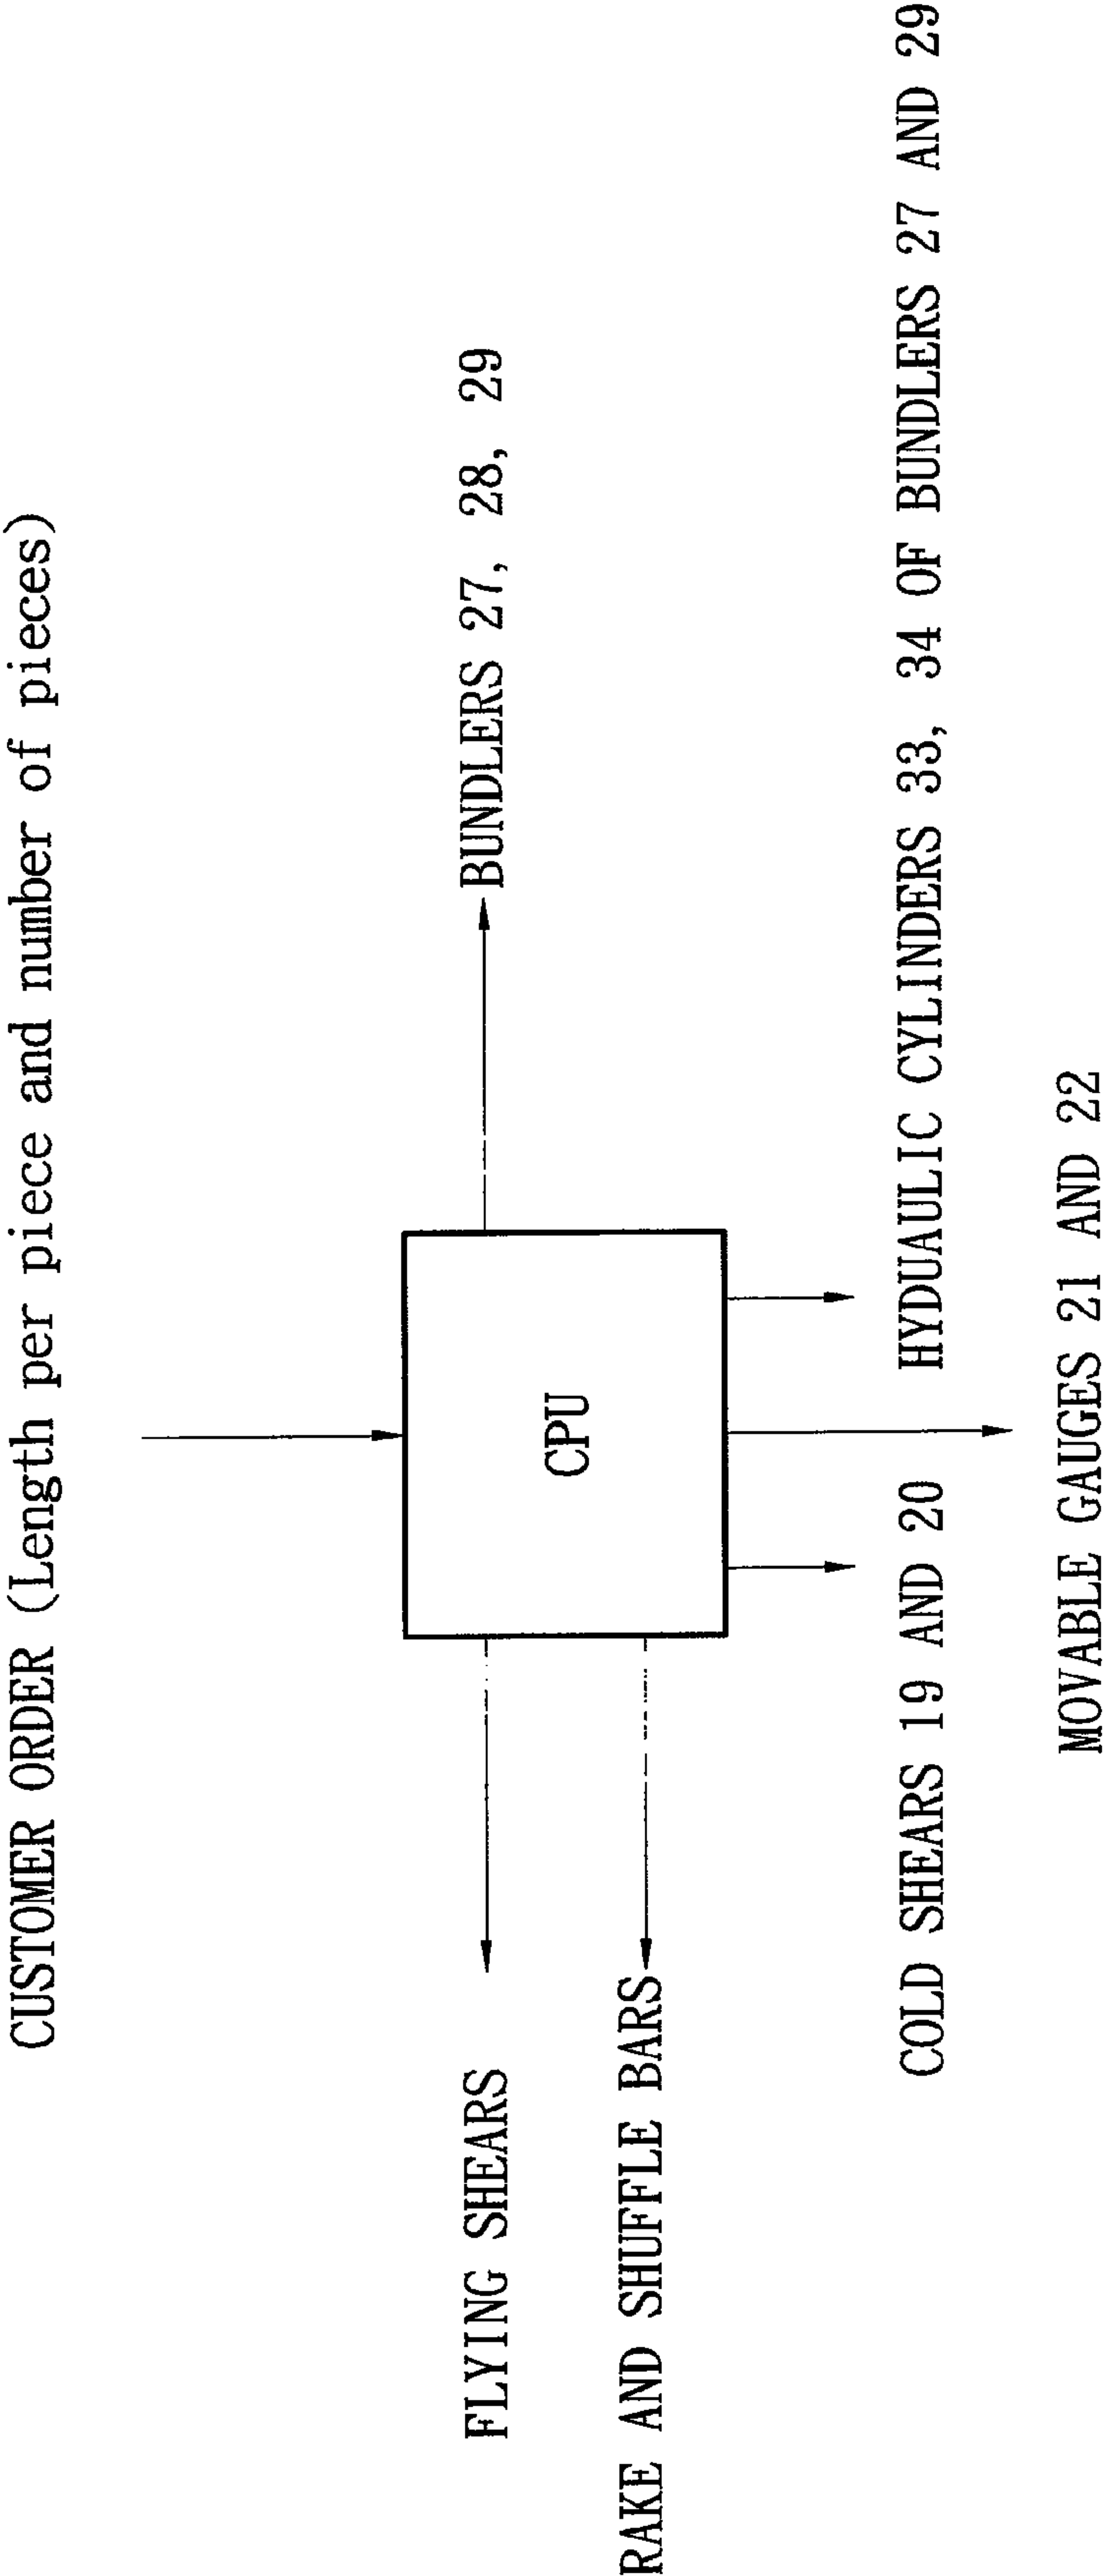 CUSTOMER ORDER (Length per piece and number of pieces)
FLYING SHEARS
CPU
BUNDLERS 27, 28, 29
RAKE AND SHUFFLE BARS
COLD SHEARS 19 AND 20
HYDUAULIC CYLINDERS 33, 34 OF BUNDLERS 27 AND 29
MOVABLE GAUGES 21 AND 22